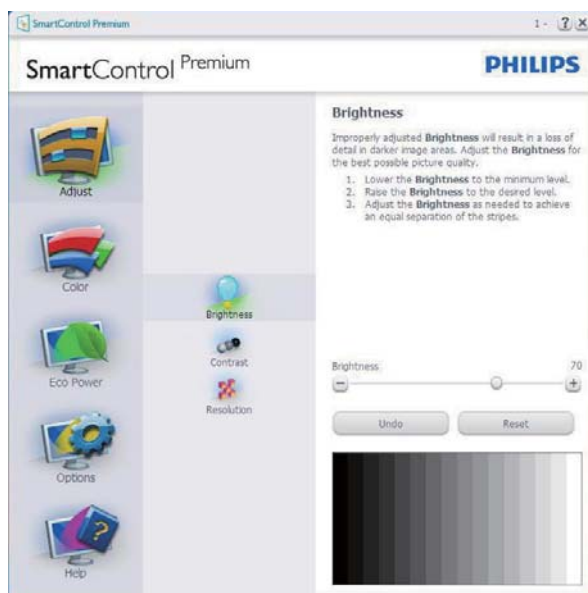 SmartControl Premium
1 - ? X
SmartControl Premium
PHILIPS
Adjust
Color
Eco Power
Options
Help
Brightness
Contrast
Resolution
Brightness
Improperly adjusted Brightness will result in a loss of
detail in darker image areas. Adjust the Brightness for
the best possible picture quality.
1. Lower the Brightness to the minimum level.
2. Raise the Brightness to the desired level.
3. Adjust the Brightness as needed to achieve
an equal separation of the stripes.
Brightness 70
Undo Reset